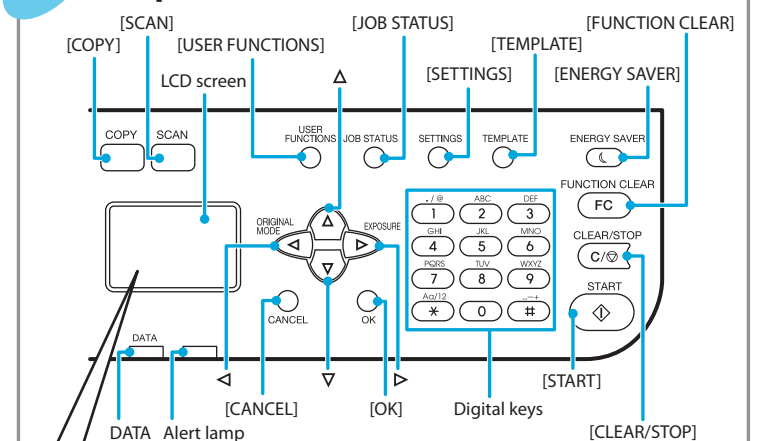 [SCAN]
[JOB STATUS]
[FUNCTION CLEAR]
[COPY]
[USER FUNCTIONS]
[TEMPLATE]
LCD screen
△
[SETTINGS]
[ENERGY SAVER]
COPY
SCAN
USER
FUNCTIONS
JOB STATUS
SETTINGS
TEMPLATE
ENERGY SAVER
FUNCTION CLEAR
FC
ORIGINAL
MODE
EXPOSURE
CLEAR/STOP
C/
START
./@
1
ABC
2
DEF
3
GHI
4
JKL
5
MNO
6
PQRS
7
TUV
8
WXYZ
9
Aa/12
*
0
#
CANCEL
OK
DATA
◁
▽
▷
[START]
[CANCEL]
[OK]
Digital keys
DATA
Alert lamp
[CLEAR/STOP]